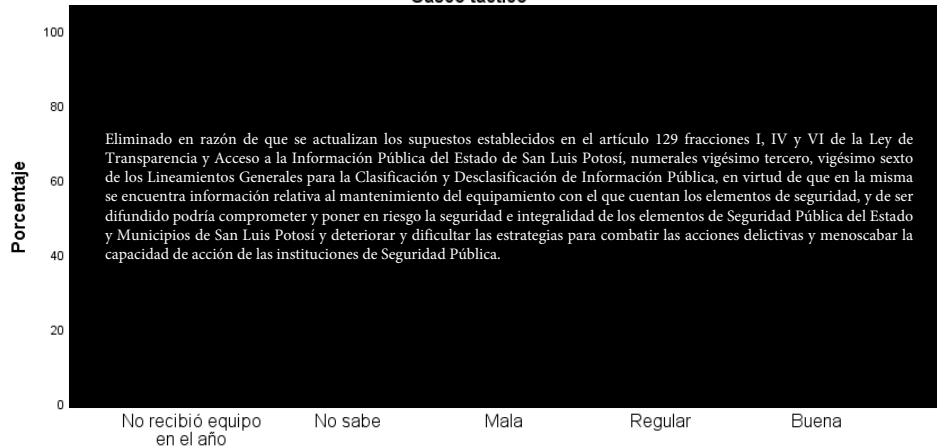 Casco táctico
100
80
60
40
20
0
Porcentaje
Eliminado en razón de que se actualizan los supuestos establecidos en el artículo 129 fracciones I, IV y VI de la Ley de
Transparencia y Acceso a la Información Pública del Estado de San Luis Potosí, numerales vigésimo tercero, vigésimo sexto
de los Lineamientos Generales para la Clasificación y Desclasificación de Información Pública, en virtud de que en la misma
se encuentra información relativa al mantenimiento del equipamiento con el que cuentan los elementos de seguridad, y de ser
difundido podría comprometer y poner en riesgo la seguridad e integralidad de los elementos de Seguridad Pública del Estado
y Municipios de San Luis Potosí y deteriorar y dificultar las estrategias para combatir las acciones delictivas y menoscabar la
capacidad de acción de las instituciones de Seguridad Pública.
No recibió equipo
en el año
No sabe
Mala
Regular
Buena